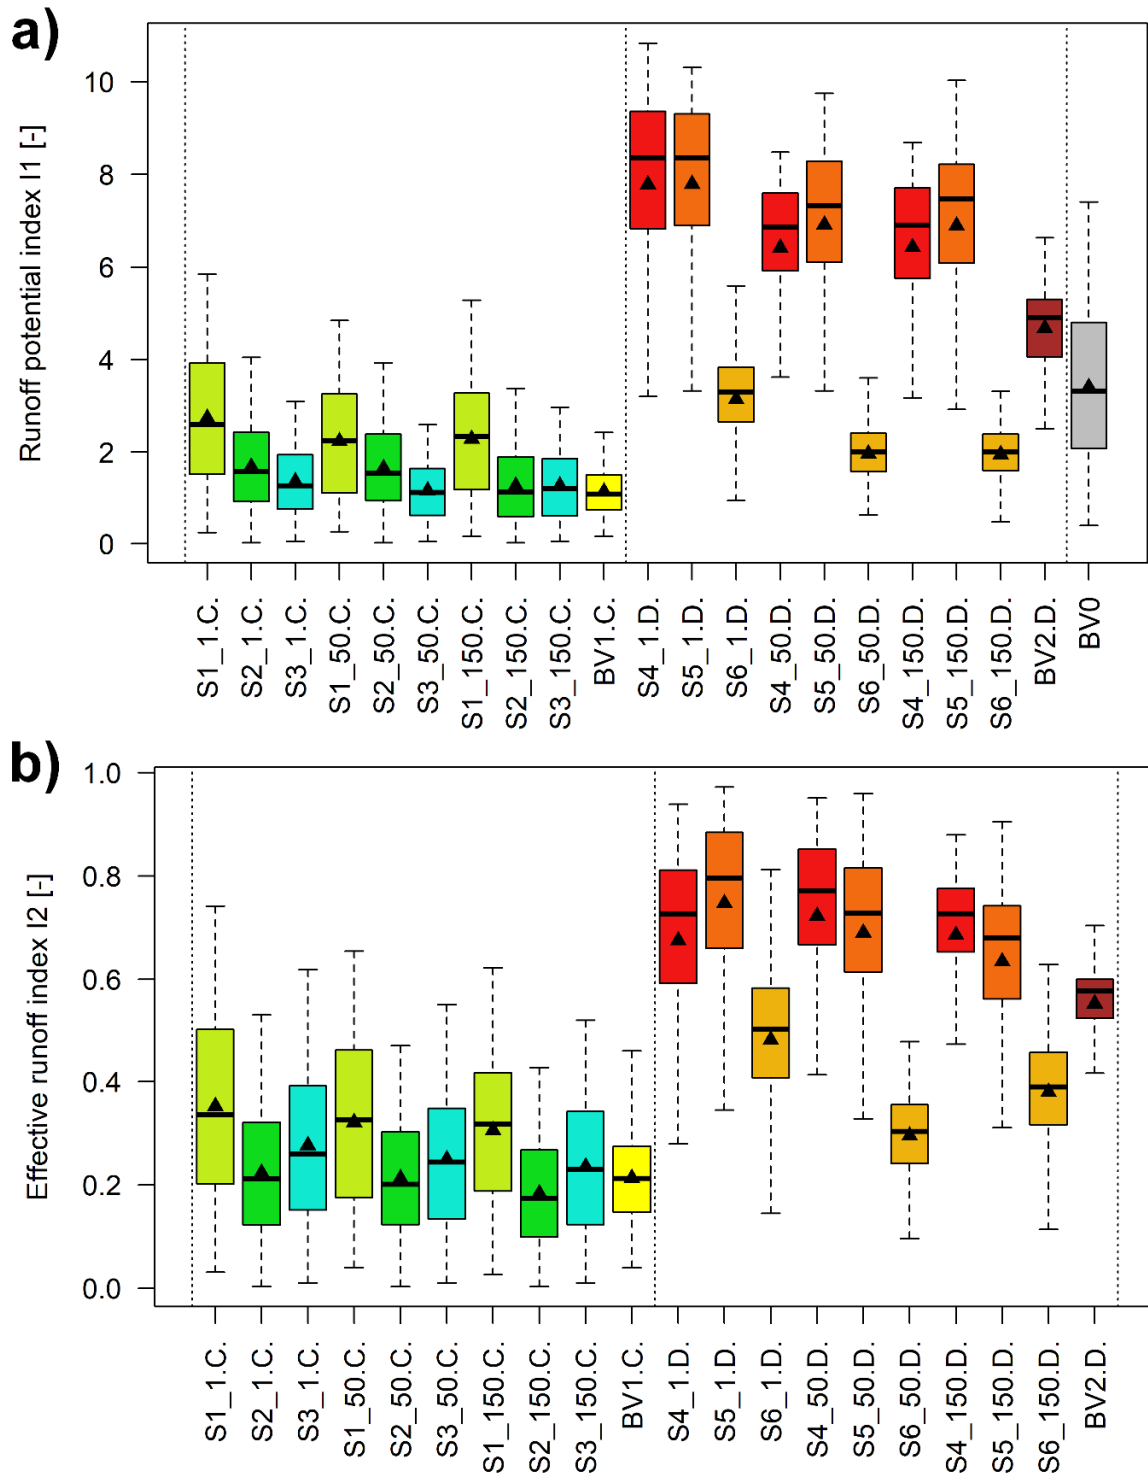 a)
Runoff potential index I1 [-]
10
8
6
4
2
0
S1_1.C.
S2_1.C.
S3_1.C.
S1_50.C.
S2_50.C.
S3_50.C.
S1_150.C.
S2_150.C.
S3_150.C.
BV1.C.
S4_1.D.
S5_1.D.
S6_1.D.
S4_50.D.
S5_50.D.
S6_50.D.
S4_150.D.
S5_150.D.
S6_150.D.
BV2.D.
BV0
b)
Effective runoff index I2 [-]
1.0
0.8
0.6
0.4
0.2
0.0
S1_1.C.
S2_1.C.
S3_1.C.
S1_50.C.
S2_50.C.
S3_50.C.
S1_150.C.
S2_150.C.
S3_150.C.
BV1.C.
S4_1.D.
S5_1.D.
S6_1.D.
S4_50.D.
S5_50.D.
S6_50.D.
S4_150.D.
S5_150.D.
S6_150.D.
BV2.D.